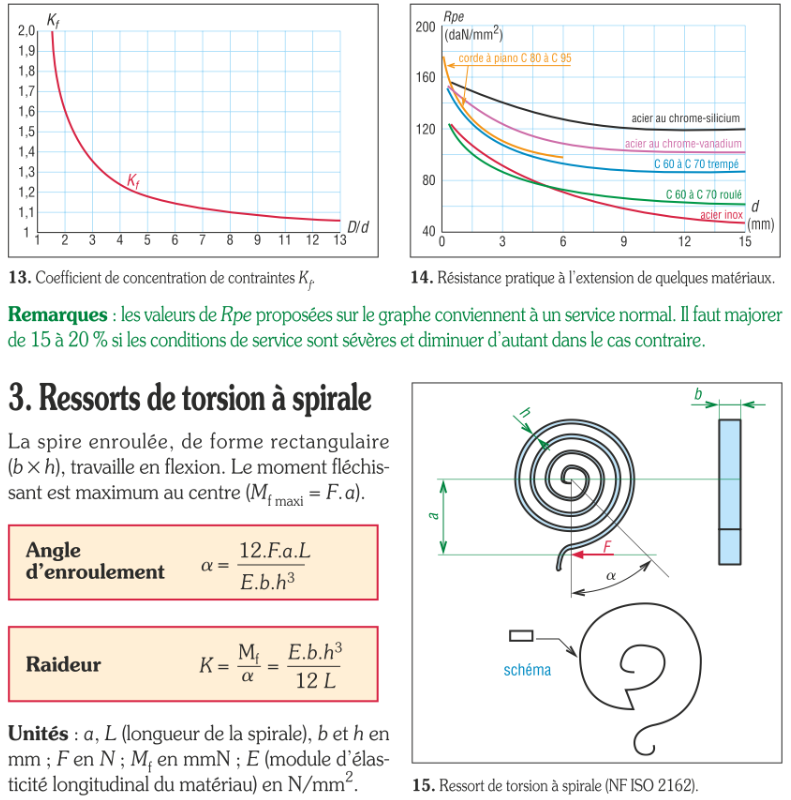 K_f
2,0
1,9
1,8
1,7
1,6
1,5
1,4
1,3
1,2
1,1
1
K_f
1 2 3 4 5 6 7 8 9 11 12 13
D/d
13. Coefficient de concentration de contraintes K_f.
Rpe
(daN/mm²)
200
160
120
80
40
corde à piano C 80 à C 95
acier au chrome-silicium
acier au chrome-vanadium
C 60 à C 70 trempé
C 60 à C 70 roulé
acier inox
d
(mm)
0 3 6 9 12 15
14. Résistance pratique à l'extension de quelques matériaux.
Remarques : les valeurs de Rpe proposées sur le graphe conviennent à un service normal. Il faut majorer
de 15 à 20 % si les conditions de service sont sévères et diminuer d'autant dans le cas contraire.
3. Ressorts de torsion à spirale
La spire enroulée, de forme rectangulaire
(b × h), travaille en flexion. Le moment fléchis-
sant est maximum au centre (M_f maxi = F.a).
Angle
d'enroulement
α = 12.F.a.L / E.b.h³
Raideur
K = M_f / α = E.b.h³ / 12 L
Unités : a, L (longueur de la spirale), b et h en
mm ; F en N ; M_f en mmN ; E (module d'élas-
ticité longitudinal du matériau) en N/mm².
h
b
a
F
α
schéma
15. Ressort de torsion à spirale (NF ISO 2162).